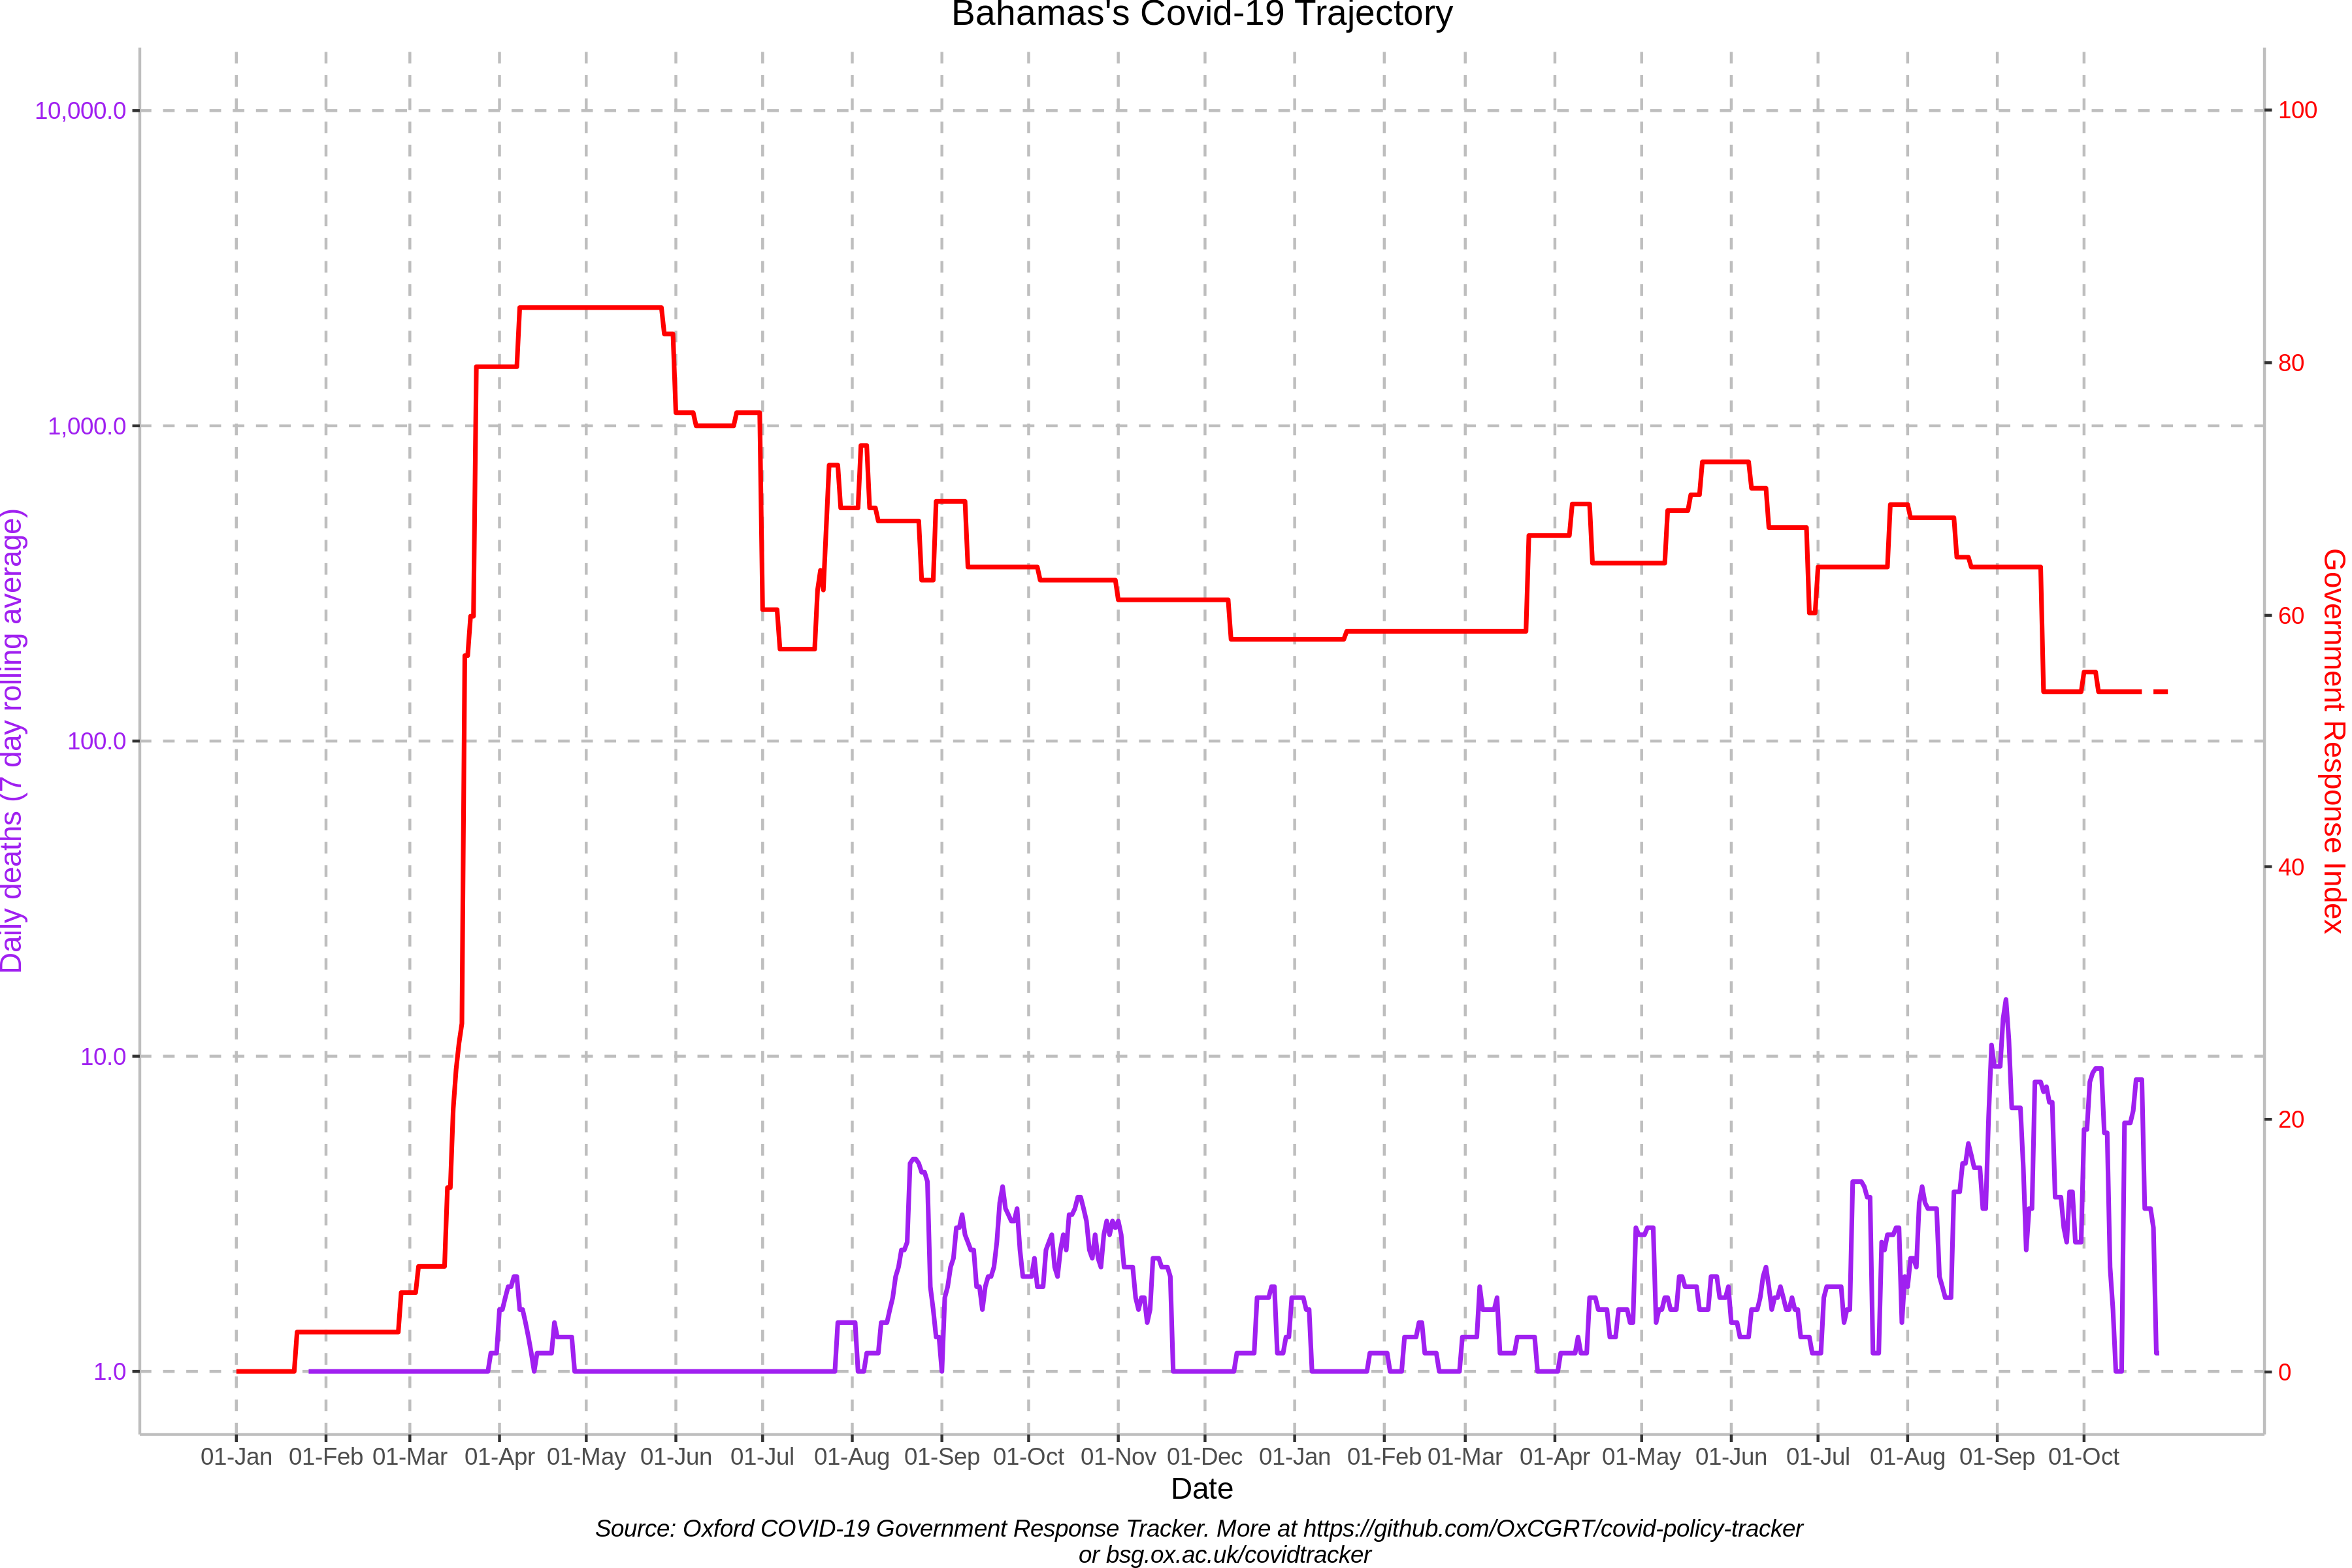 Bahamas's Covid-19 Trajectory
10,000.0
1,000.0
100.0
10.0
1.0
Daily deaths (7 day rolling average)
100
80
60
40
20
0
Government Response Index
01-Jan 01-Feb 01-Mar 01-Apr 01-May 01-Jun 01-Jul 01-Aug 01-Sep 01-Oct 01-Nov 01-Dec 01-Jan 01-Feb 01-Mar 01-Apr 01-May 01-Jun 01-Jul 01-Aug 01-Sep 01-Oct
Date
Source: Oxford COVID-19 Government Response Tracker. More at https://github.com/OxCGRT/covid-policy-tracker
or bsg.ox.ac.uk/covidtracker